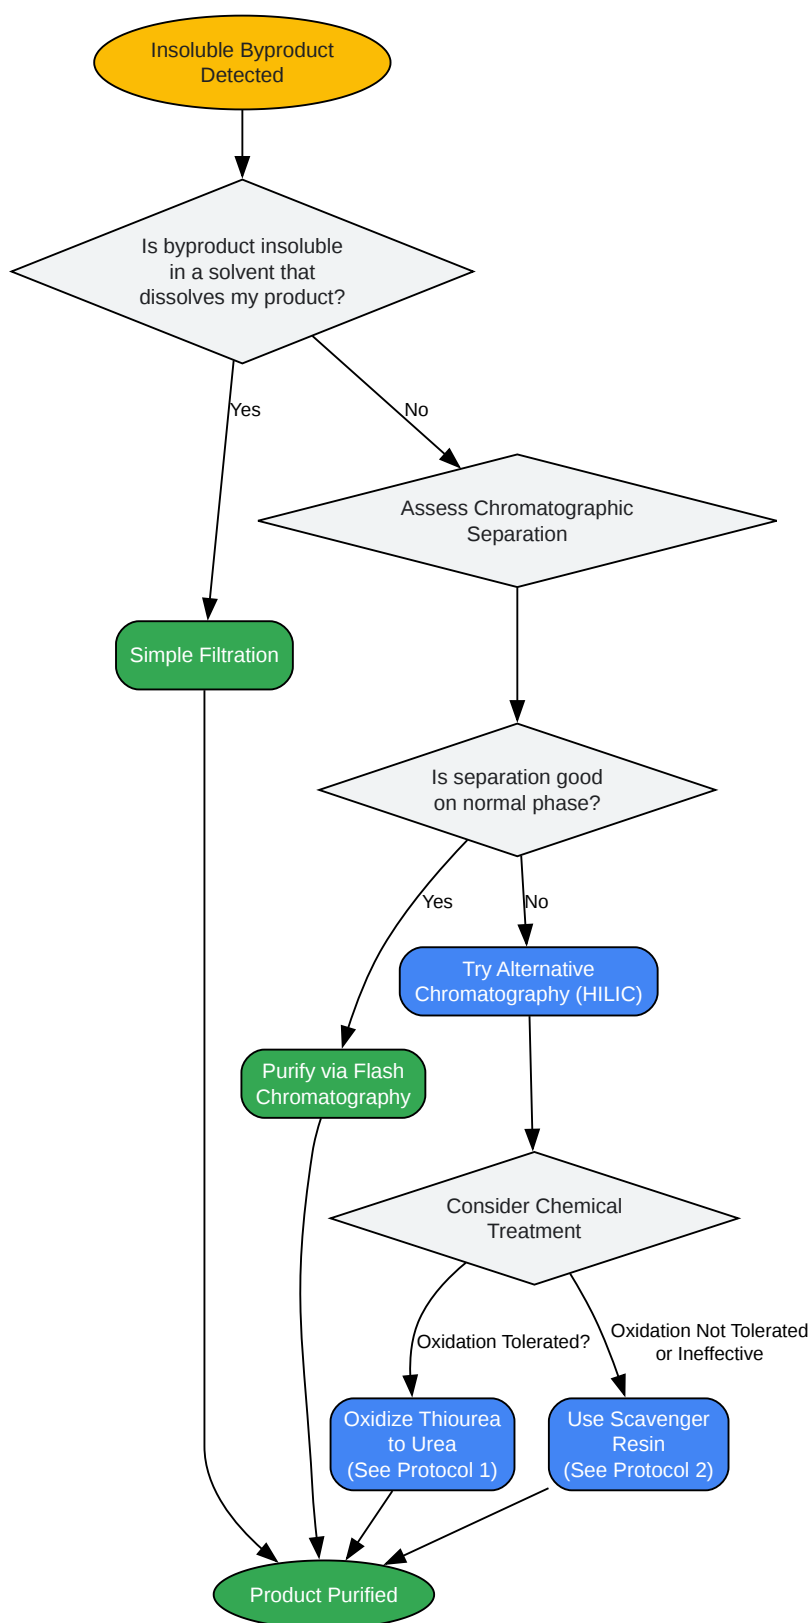 Insoluble Byproduct
Detected
Is byproduct insoluble
in a solvent that
dissolves my product?
Yes
No
Assess Chromatographic
Separation
Simple Filtration
Is separation good
on normal phase?
Yes
No
Try Alternative
Chromatography (HILIC)
Purify via Flash
Chromatography
Consider Chemical
Treatment
Oxidation Tolerated?
Oxidation Not Tolerated
or Ineffective
Oxidize Thiourea
to Urea
(See Protocol 1)
Use Scavenger
Resin
(See Protocol 2)
Product Purified